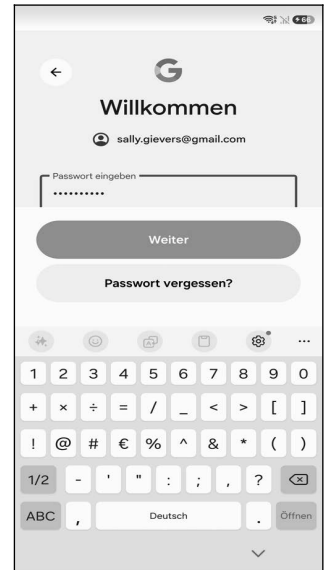 68
G
Willkommen
sally.gievers@gmail.com
Passwort eingeben
••••••••••
Weiter
Passwort vergessen?
1 2 3 4 5 6 7 8 9 0
+ × ÷ = / _ < > [ ]
! @ # € % ^ & * ( )
1/2 - ' " : ; , ?
ABC , Deutsch . Öffnen